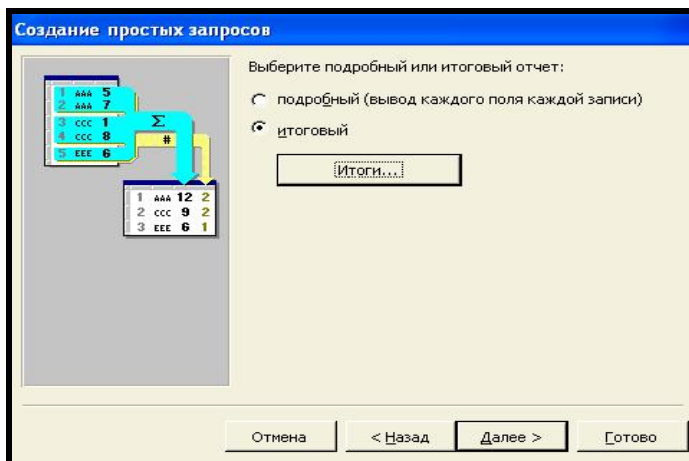 Создание простых запросов
Выберите подробный или итоговый отчет:
подробный (вывод каждого поля каждой записи)
итоговый
Итоги...
1 AAA 5
2 AAA 7
3 CCC 1
4 CCC 8
5 EEE 6
Σ
#
1 AAA 12 2
2 CCC 9 2
3 EEE 6 1
Отмена < Назад Далее > Готово